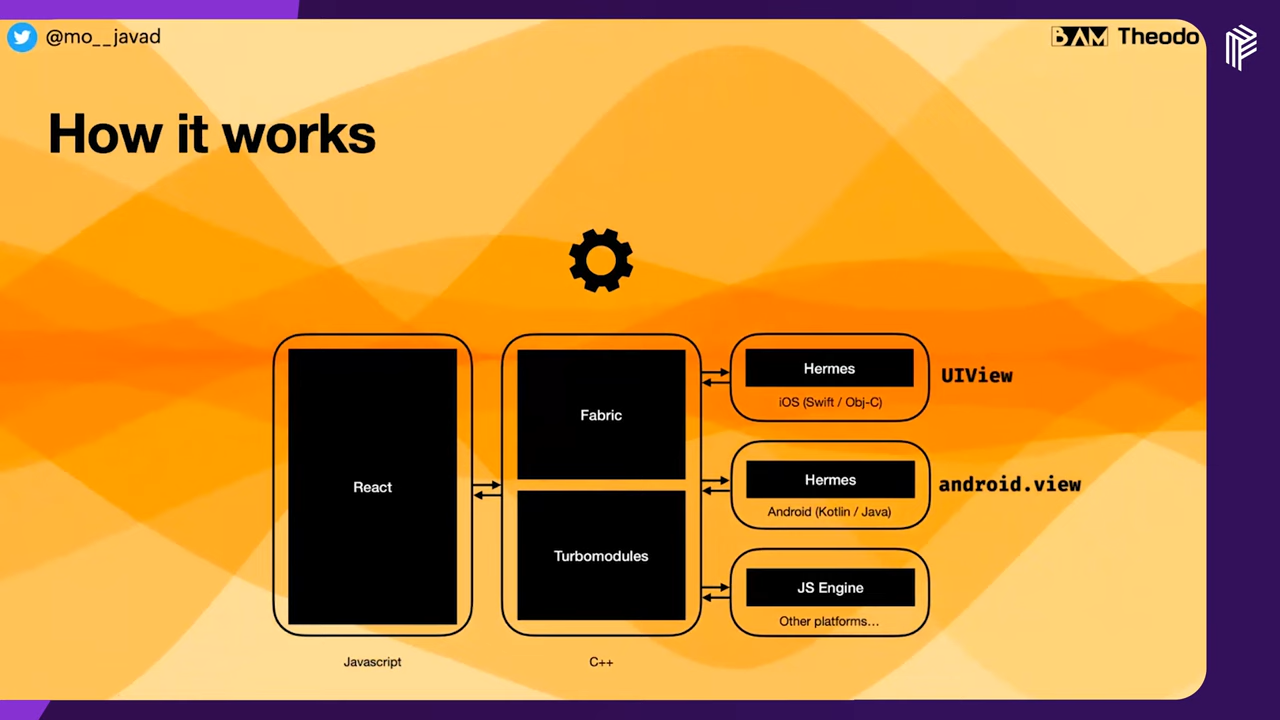 @mo__javad
BAM Theodo
How it works
React
Javascript
Fabric
Turbomodules
C++
Hermes
iOS (Swift / Obj-C)
UIView
Hermes
Android (Kotlin / Java)
android.view
JS Engine
Other platforms...